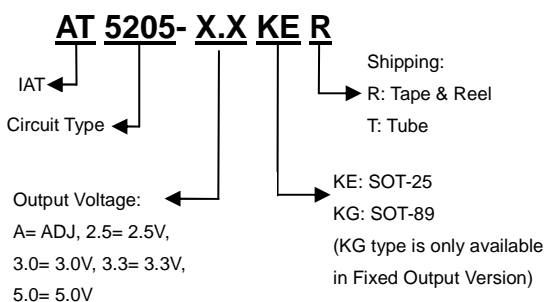 AT 5205- X.X KE R
IAT
Circuit Type
Shipping:
R: Tape & Reel
T: Tube
Output Voltage:
A= ADJ, 2.5= 2.5V,
3.0= 3.0V, 3.3= 3.3V,
5.0= 5.0V
KE: SOT-25
KG: SOT-89
(KG type is only available
in Fixed Output Version)